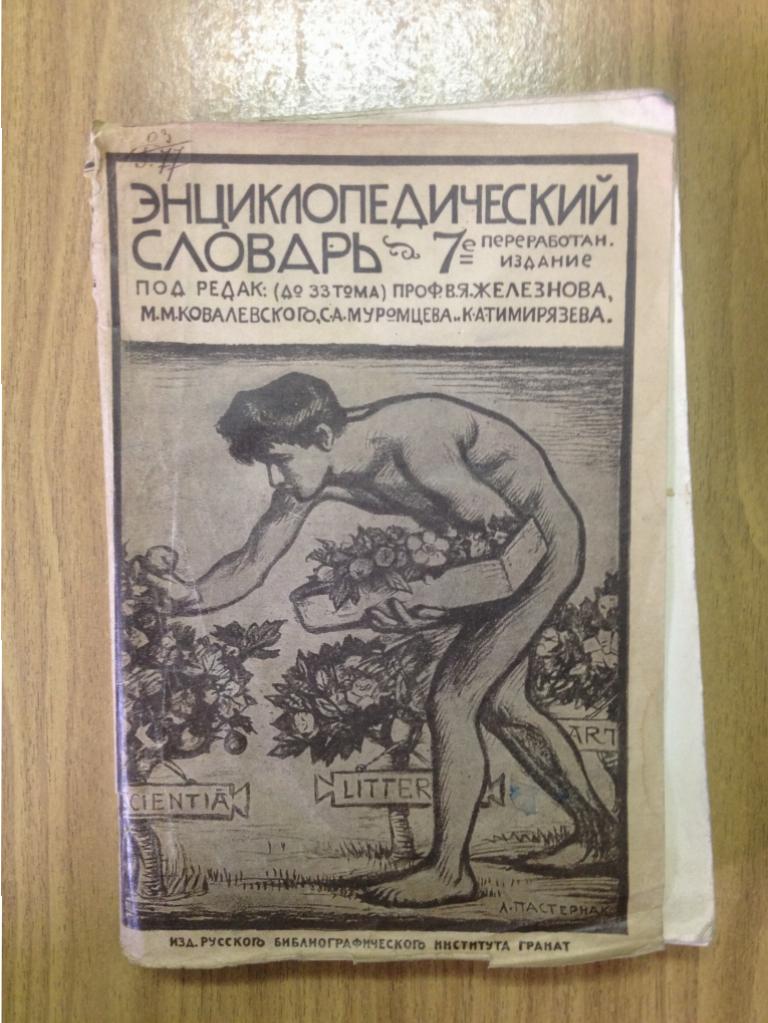 03
ЭНЦИКЛОПЕДИЧЕСКИЙ
СЛОВАРЬ 7е ПЕРЕРАБОТАН.
ИЗДАНИЕ
ПОД РЕДАК: (ДО 33 ТОМА) ПРОФ. В.Я. ЖЕЛЕЗНОВА,
М.М. КОВАЛЕВСКОГО, С.А. МУРОМЦЕВА и К.А ТИМИРЯЗЕВА.
ART
CIENTIA
LITTER
Л. ПАСТЕРНАК
ИЗД. РУССКОГО БИБЛИОГРАФИЧЕСКОГО ИНСТИТУТА ГРАНАТ